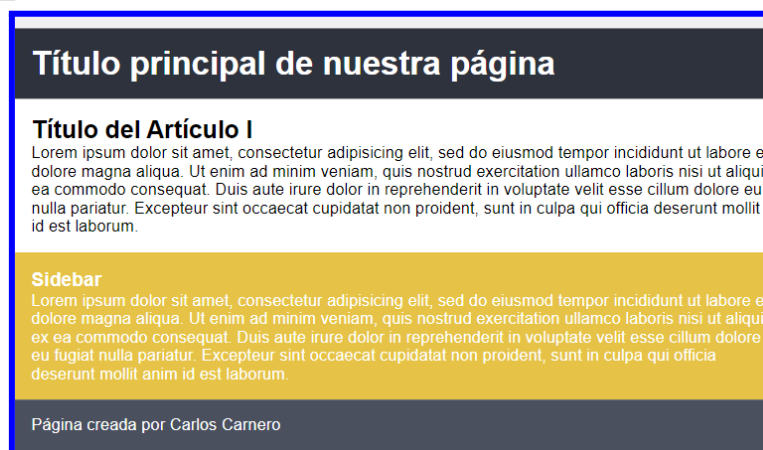 Título principal de nuestra página
Título del Artículo I
Lorem ipsum dolor sit amet, consectetur adipisicing elit, sed do eiusmod tempor incididunt ut labore e
dolore magna aliqua. Ut enim ad minim veniam, quis nostrud exercitation ullamco laboris nisi ut aliqui
ea commodo consequat. Duis aute irure dolor in reprehenderit in voluptate velit esse cillum dolore eu
nulla pariatur. Excepteur sint occaecat cupidatat non proident, sunt in culpa qui officia deserunt mollit
id est laborum.
Sidebar
Lorem ipsum dolor sit amet, consectetur adipisicing elit, sed do eiusmod tempor incididunt ut labore e
dolore magna aliqua. Ut enim ad minim veniam, quis nostrud exercitation ullamco laboris nisi ut aliqui
ex ea commodo consequat. Duis aute irure dolor in reprehenderit in voluptate velit esse cillum dolore
eu fugiat nulla pariatur. Excepteur sint occaecat cupidatat non proident, sunt in culpa qui officia
deserunt mollit anim id est laborum.
Página creada por Carlos Carnero